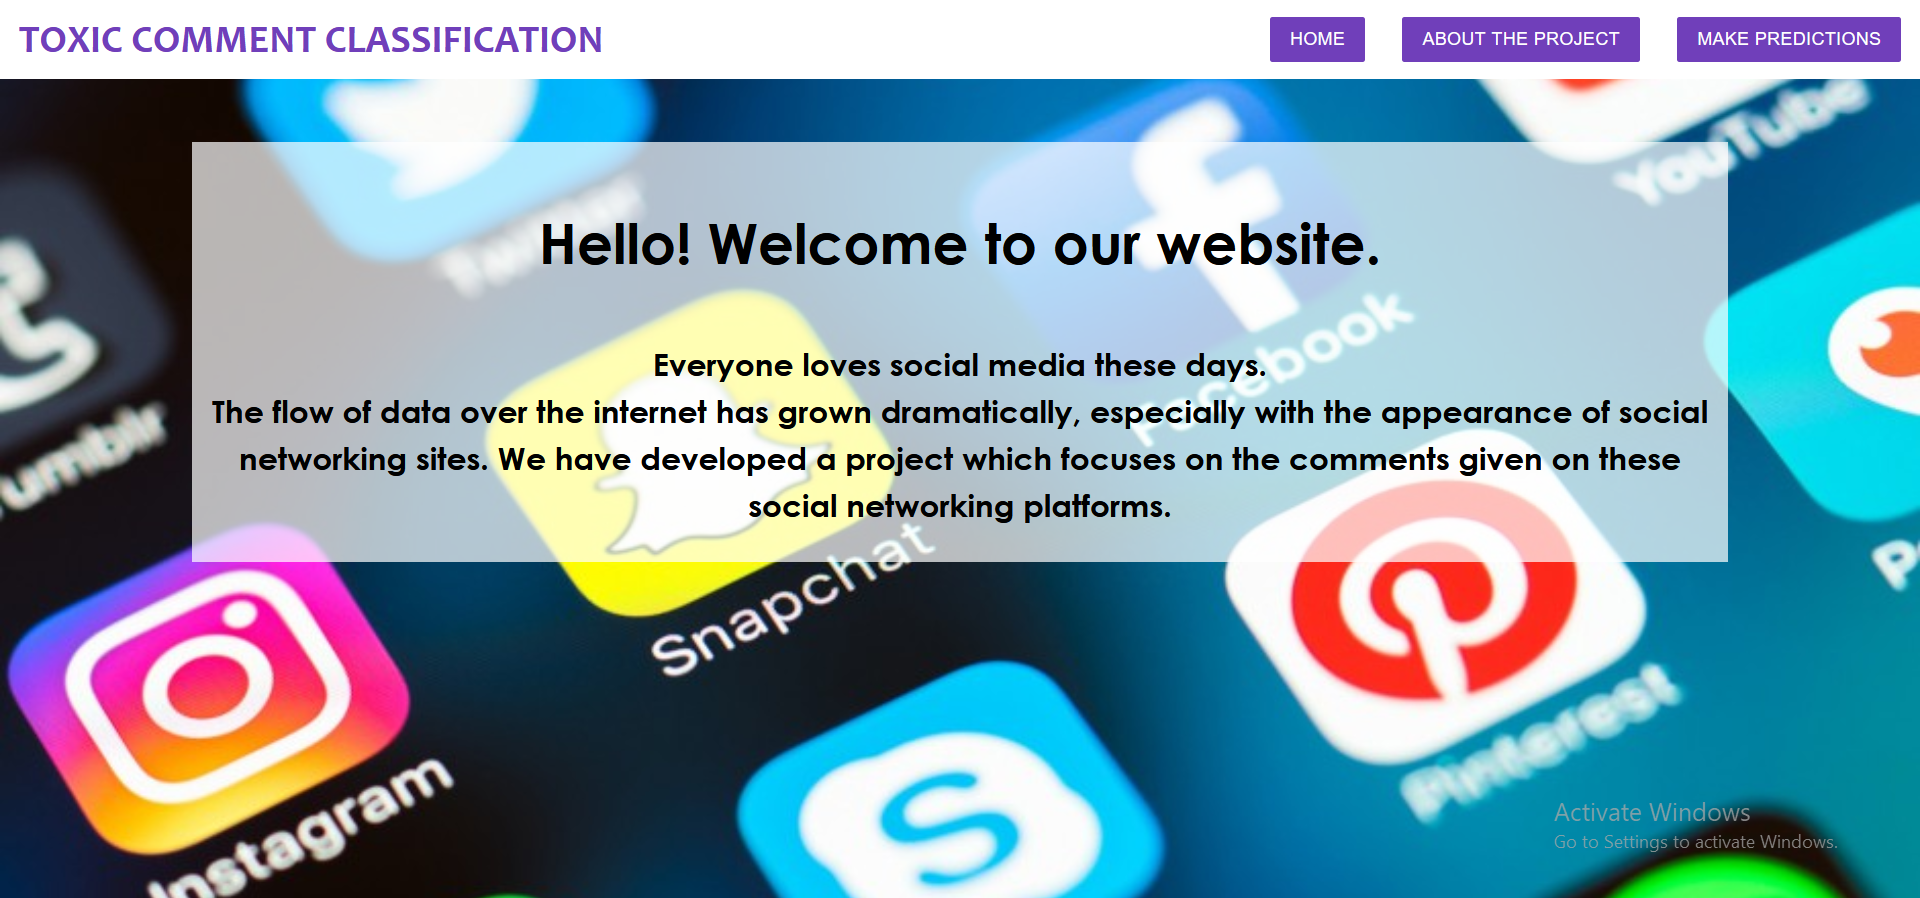 TOXIC COMMENT CLASSIFICATION
HOME
ABOUT THE PROJECT
MAKE PREDICTIONS
YouTube
Twitter
Hello! Welcome to our website.
Facebook
Everyone loves social media these days.
The flow of data over the internet has grown dramatically, especially with the appearance of social
networking sites. We have developed a project which focuses on the comments given on these
social networking platforms.
Tumblr
Snapchat
Pinterest
Instagram
Activate Windows
Go to Settings to activate Windows.